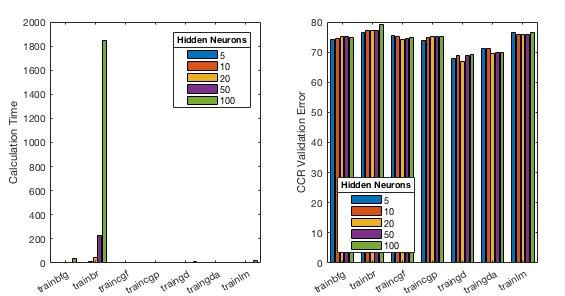 Calculation Time
2000
1800
1600
1400
1200
1000
800
600
400
200
0
Hidden Neurons
5
10
20
50
100
trainbfg
trainbr
traincgf
traincgp
traingd
traingda
trainlm
CCR Validation Error
80
70
60
50
40
30
20
10
0
Hidden Neurons
5
10
20
50
100
trainbfg
trainbr
traincgf
traincgp
traingd
traingda
trainlm